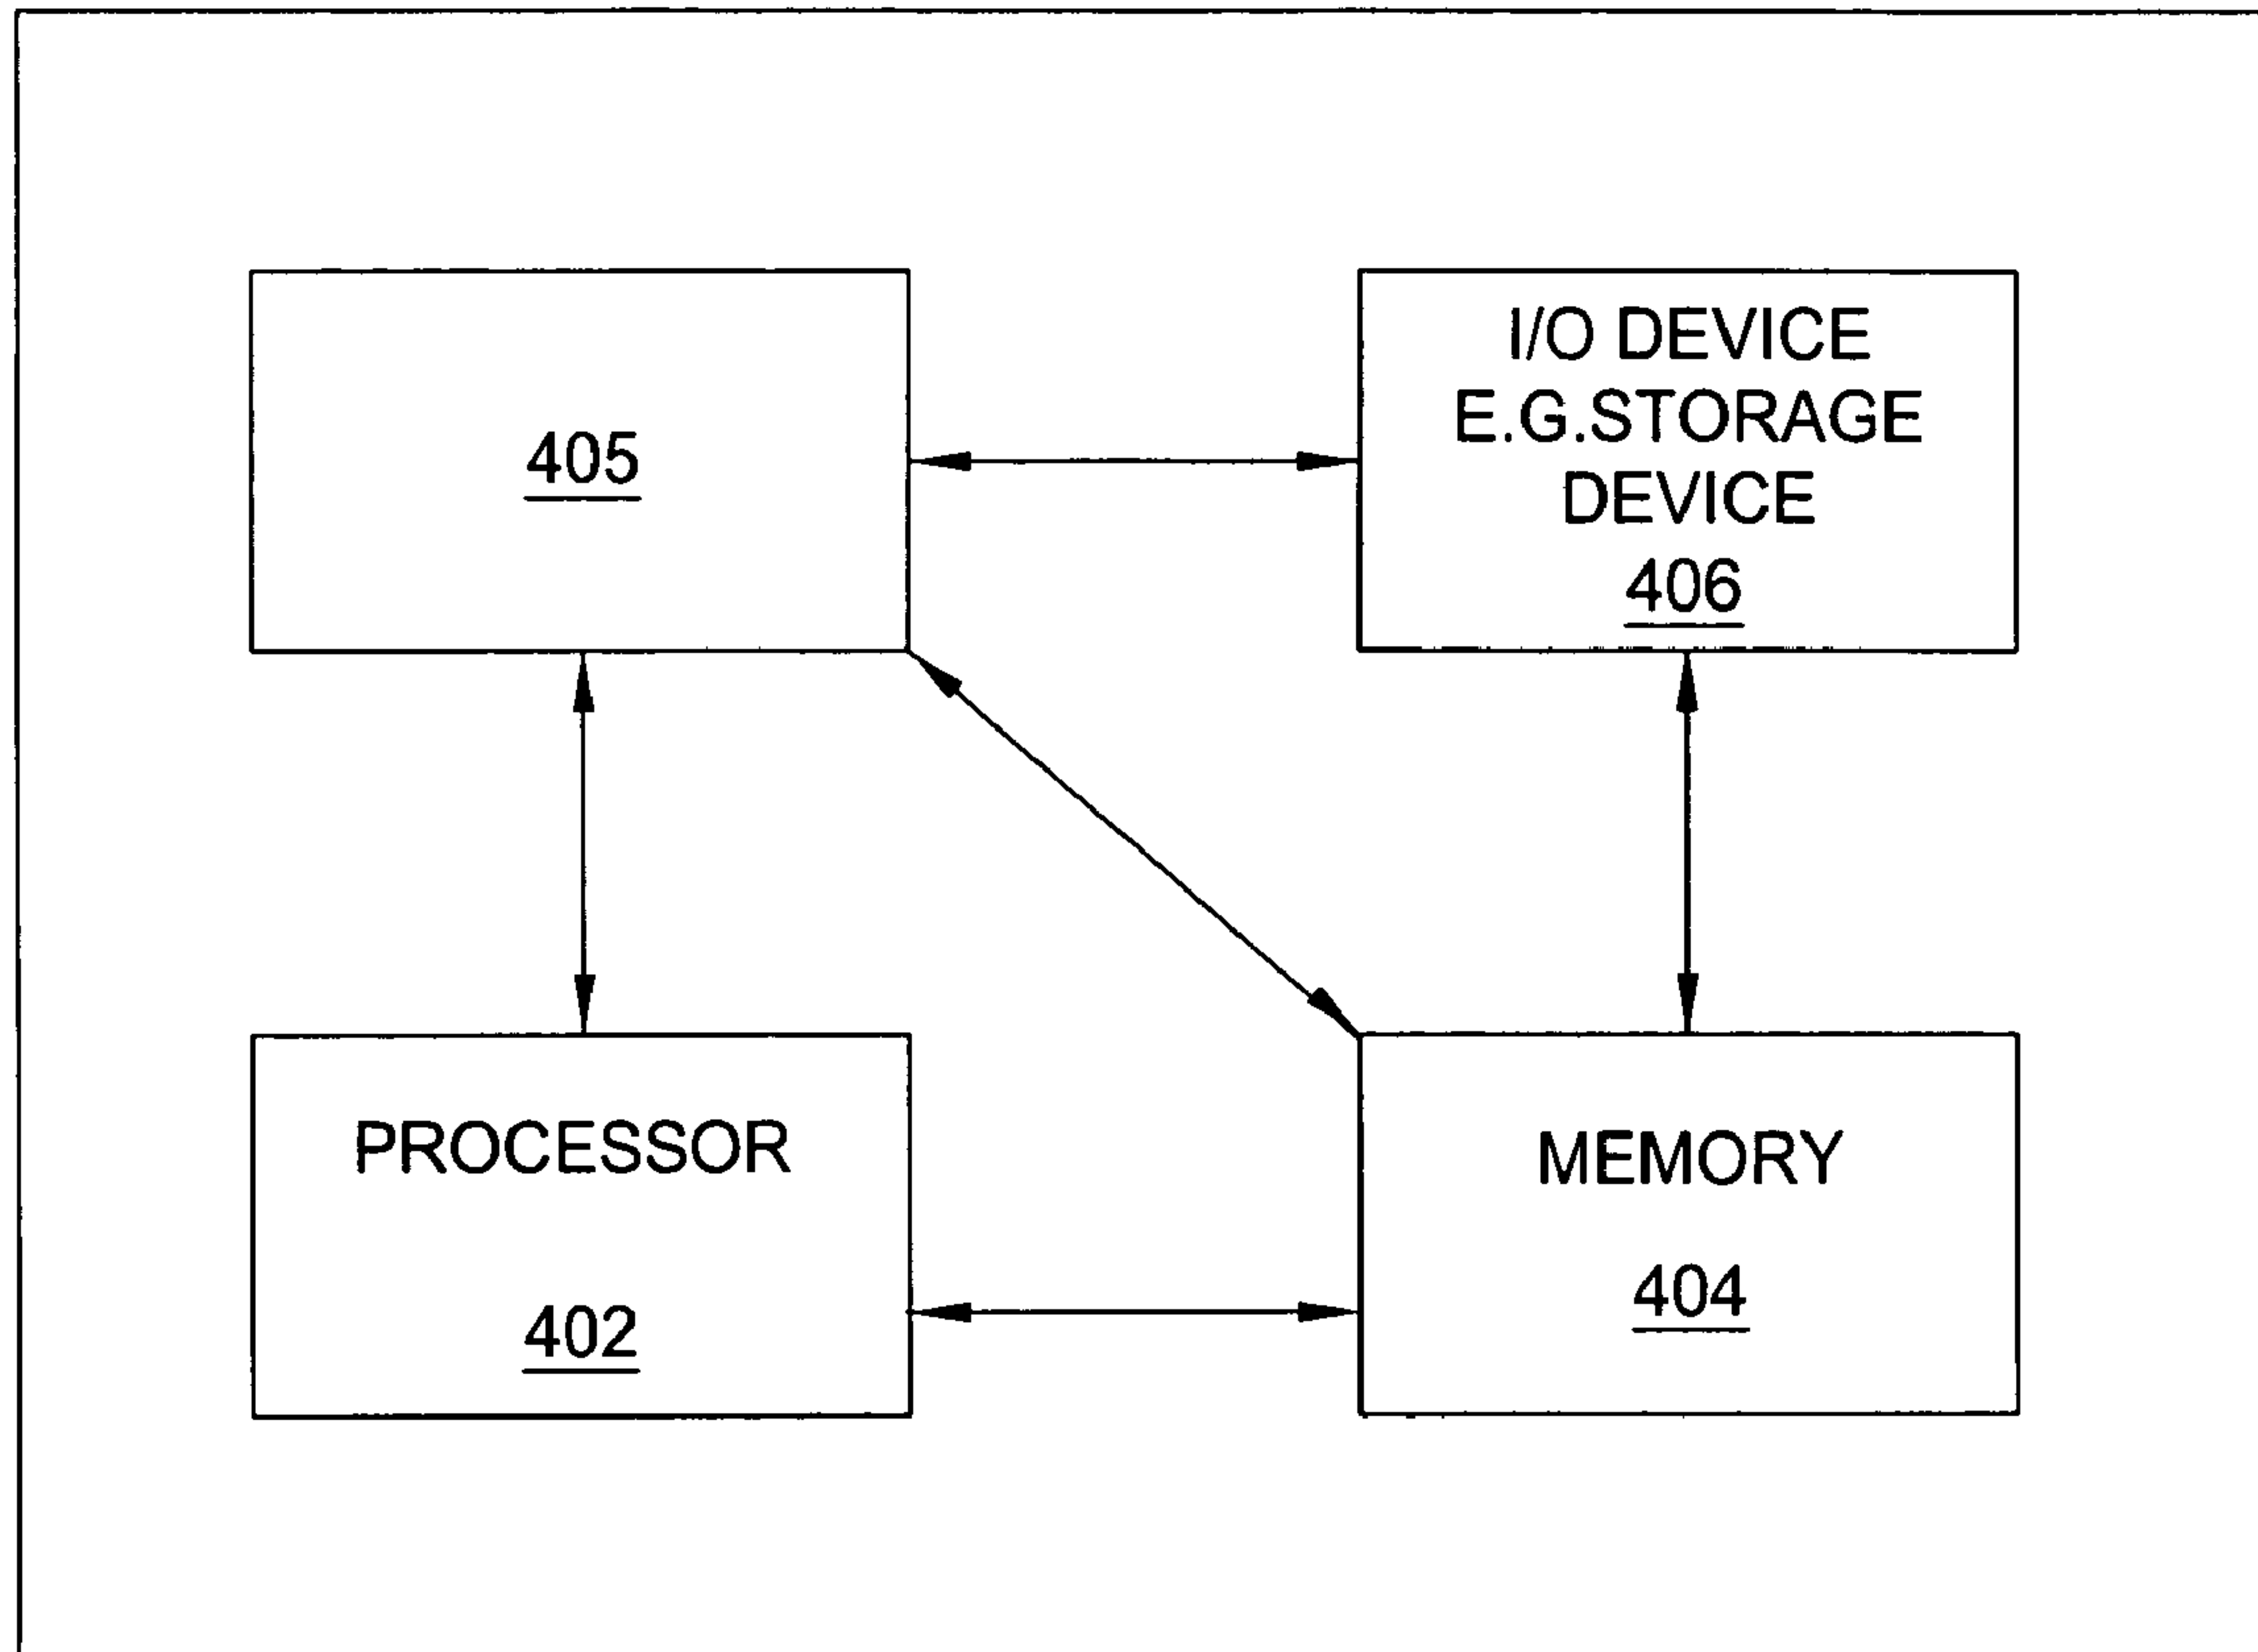 405
I/O DEVICE
E.G.STORAGE
DEVICE
406
PROCESSOR
402
MEMORY
404